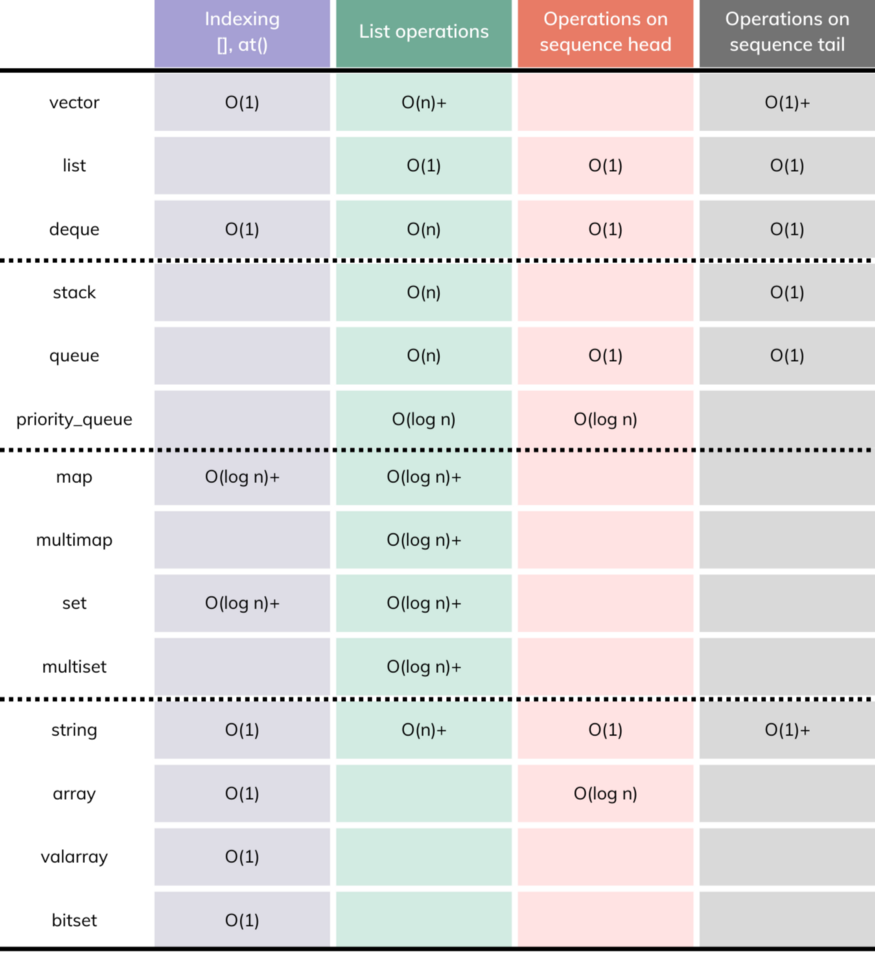 Indexing
[], at()
List operations
Operations on
sequence head
Operations on
sequence tail
vector O(1) O(n)+ O(1)+
list O(1) O(1) O(1)
deque O(1) O(n) O(1) O(1)
stack O(n) O(1)
queue O(n) O(1) O(1)
priority_queue O(log n) O(log n)
map O(log n)+ O(log n)+
multimap O(log n)+
set O(log n)+ O(log n)+
multiset O(log n)+
string O(1) O(n)+ O(1) O(1)+
array O(1) O(log n)
valarray O(1)
bitset O(1)